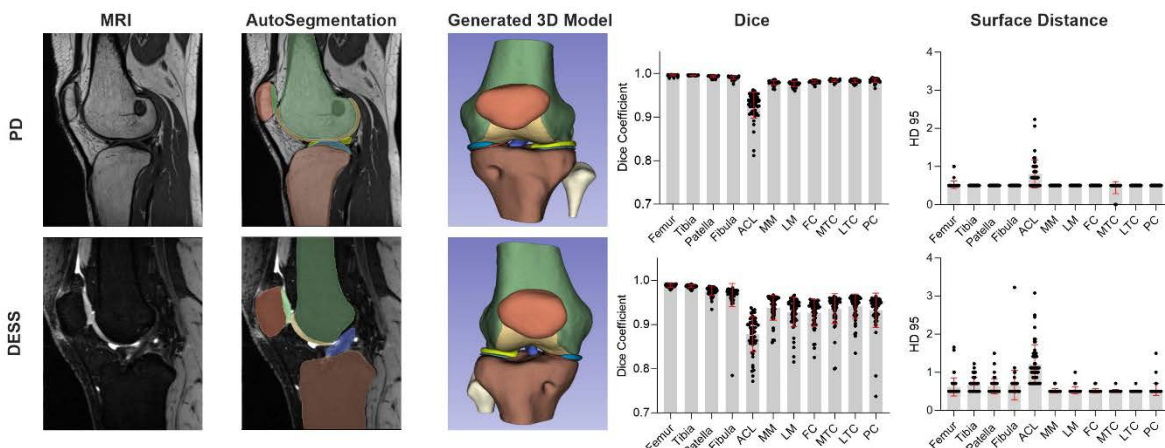 MRI
AutoSegmentation
Generated 3D Model
Dice
Surface Distance
PD
Dice Coefficient
1.0
0.9
0.8
0.7
Femur
Tibia
Patella
Fibula
ACL
MM
LM
FC
MTC
LTC
PC
HD 95
4
3
2
1
0
Femur
Tibia
Patella
Fibula
ACL
MM
LM
FC
MTC
LTC
PC
DESS
Dice Coefficient
1.0
0.9
0.8
0.7
Femur
Tibia
Patella
Fibula
ACL
MM
LM
FC
MTC
LTC
PC
HD 95
4
3
2
1
0
Femur
Tibia
Patella
Fibula
ACL
MM
LM
FC
MTC
LTC
PC